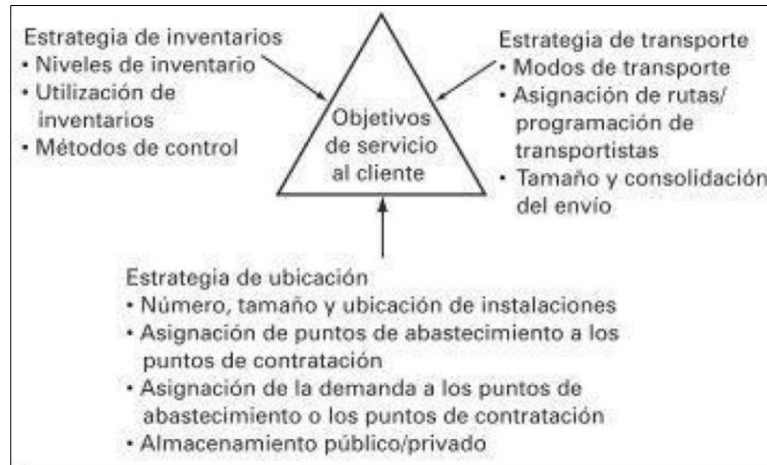 Estrategia de inventarios
• Niveles de inventario
• Utilización de
inventarios
• Métodos de control
Objetivos
de servicio
al cliente
Estrategia de transporte
• Modos de transporte
• Asignación de rutas/
programación de
transportistas
• Tamaño y consolidación
del envío
Estrategia de ubicación
• Número, tamaño y ubicación de instalaciones
• Asignación de puntos de abastecimiento a los
puntos de contratación
• Asignación de la demanda a los puntos de
abastecimiento o los puntos de contratación
• Almacenamiento público/privado